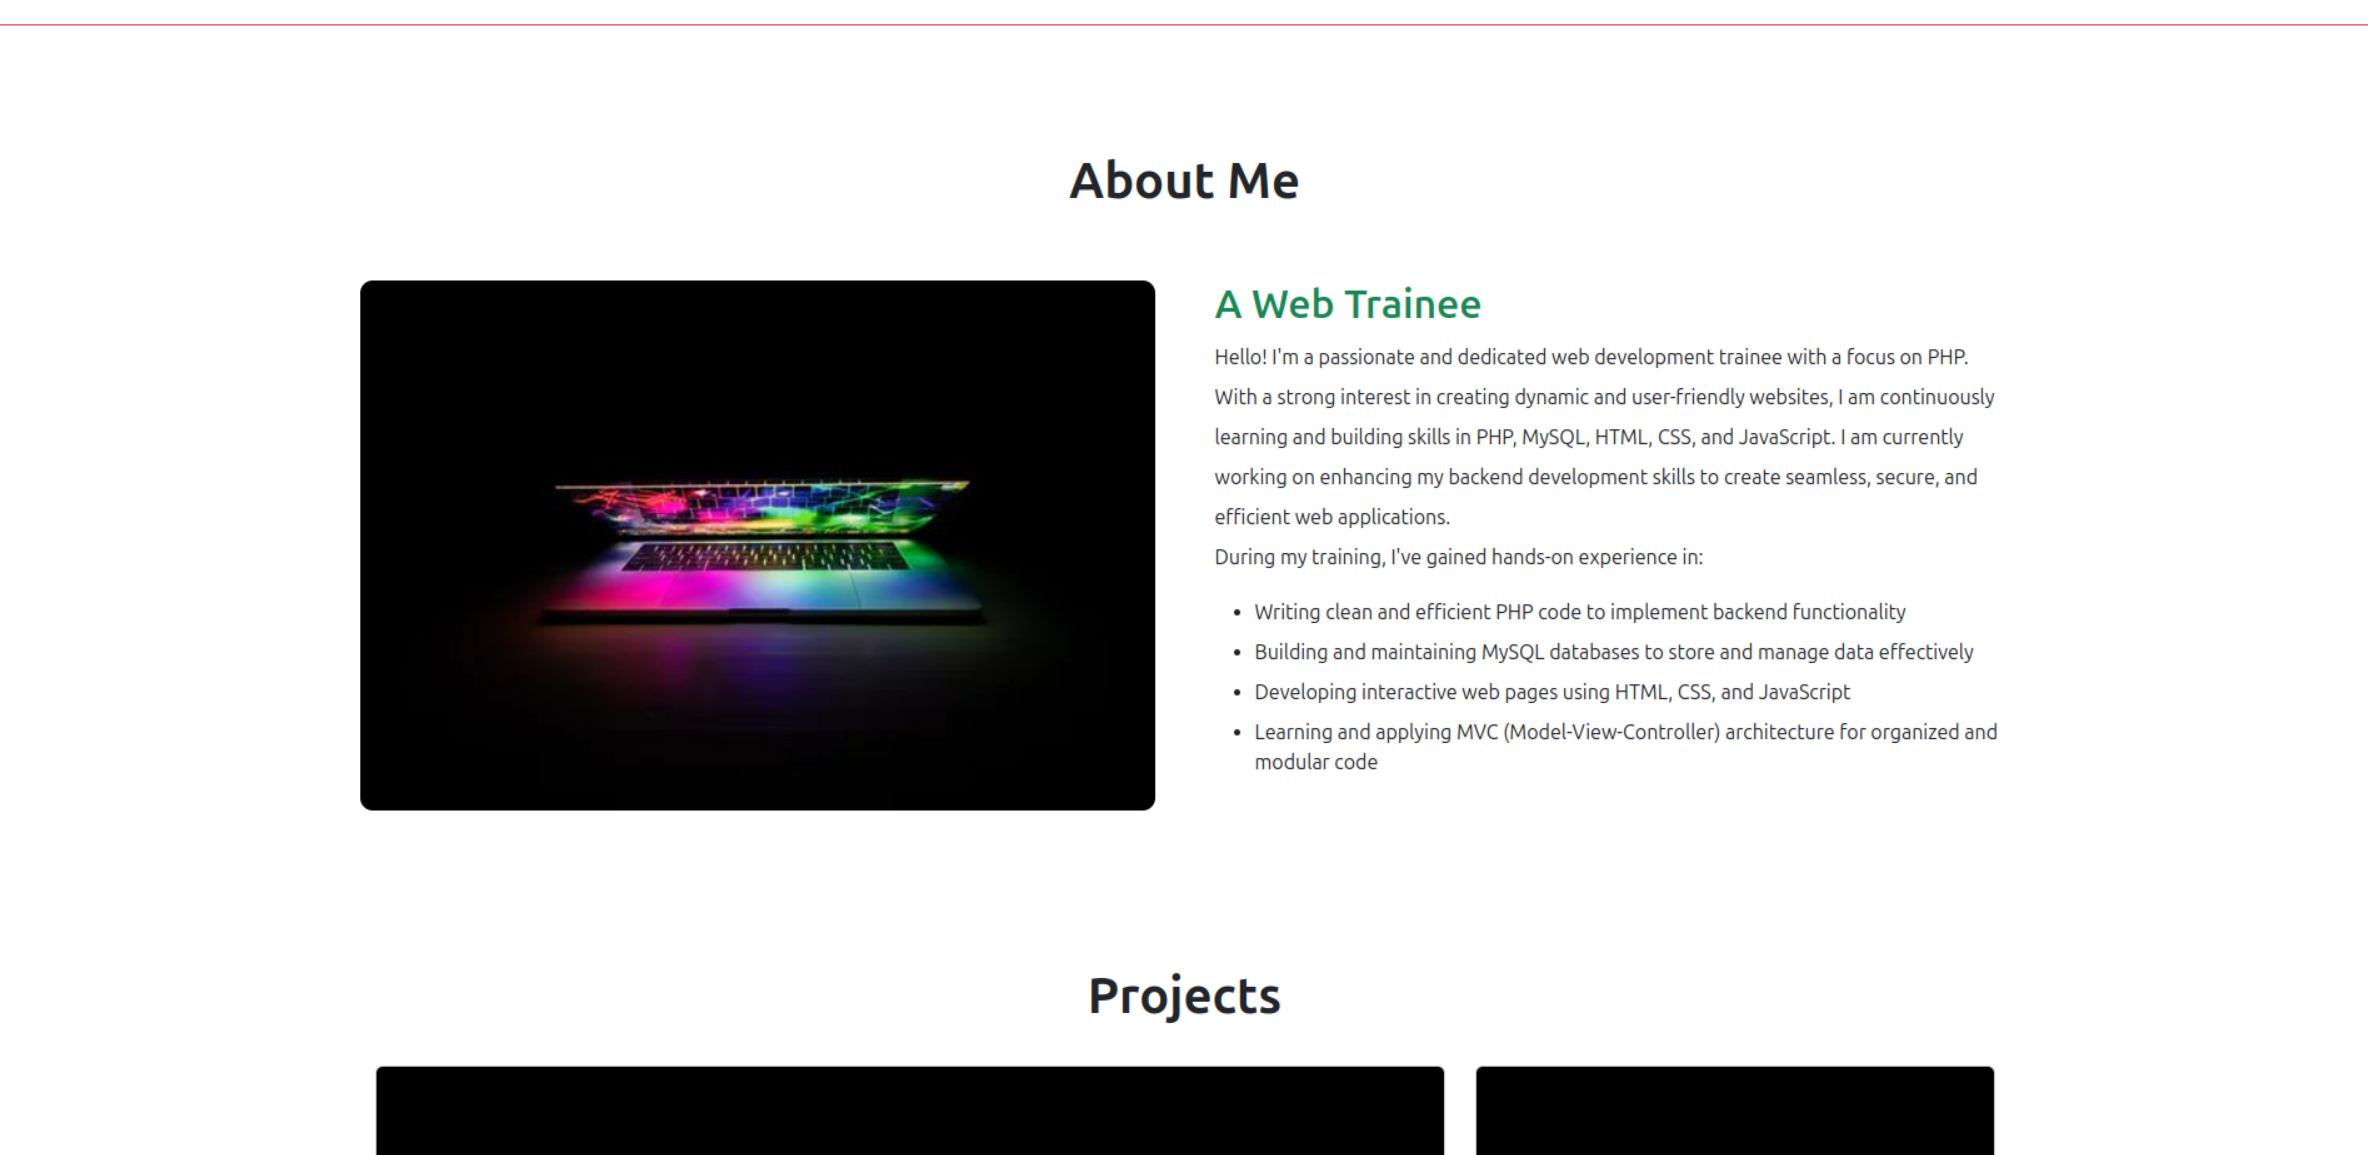 About Me
A Web Trainee
Hello! I'm a passionate and dedicated web development trainee with a focus on PHP.
With a strong interest in creating dynamic and user-friendly websites, I am continuously
learning and building skills in PHP, MySQL, HTML, CSS, and JavaScript. I am currently
working on enhancing my backend development skills to create seamless, secure, and
efficient web applications.
During my training, I've gained hands-on experience in:
• Writing clean and efficient PHP code to implement backend functionality
• Building and maintaining MySQL databases to store and manage data effectively
• Developing interactive web pages using HTML, CSS, and JavaScript
• Learning and applying MVC (Model-View-Controller) architecture for organized and
modular code
Projects